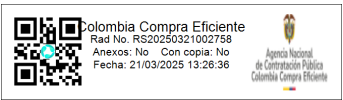 Colombia Compra Eficiente
Rad No. RS20250321002758
Anexos: No Con copia: No
Fecha: 21/03/2025 13:26:36
Agencia Nacional
de Contratación Pública
Colombia Compra Eficiente